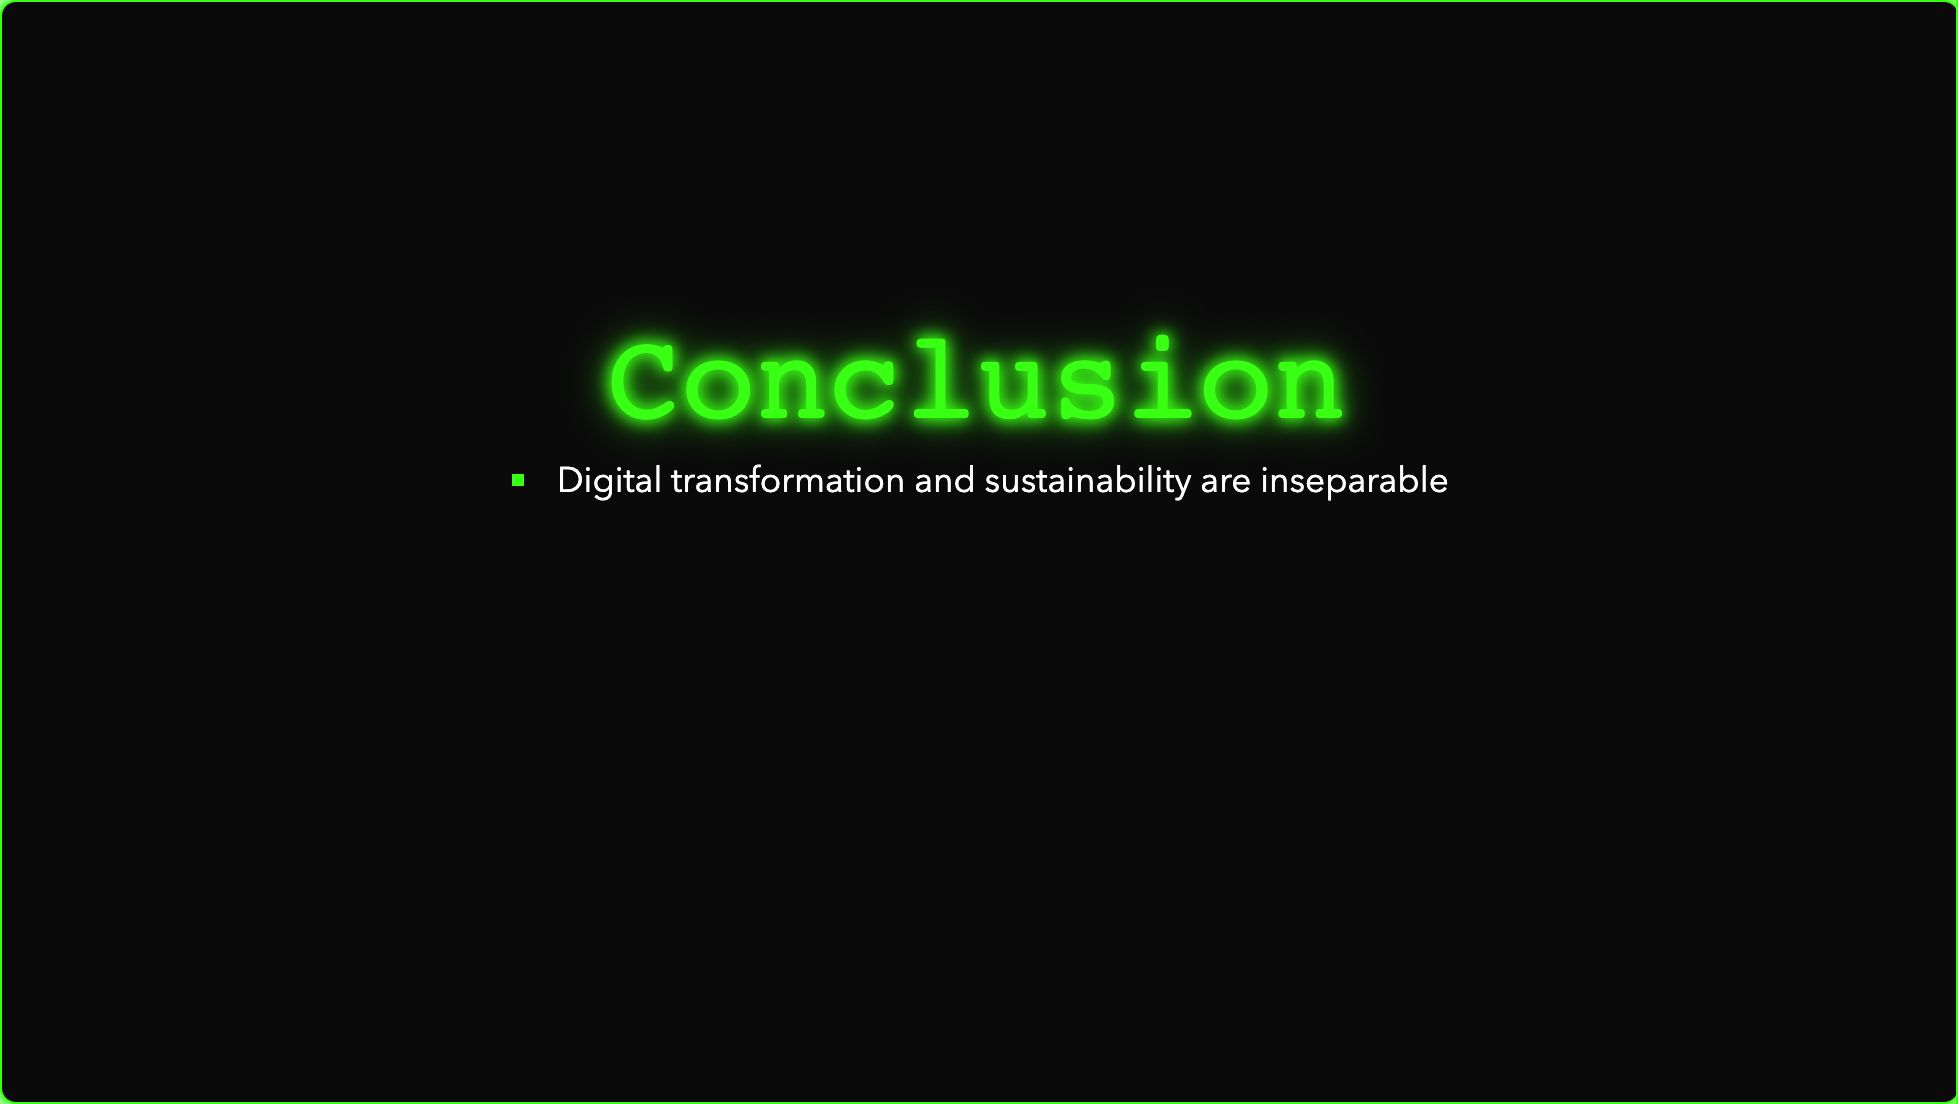 Conclusion
Digital transformation and sustainability are inseparable